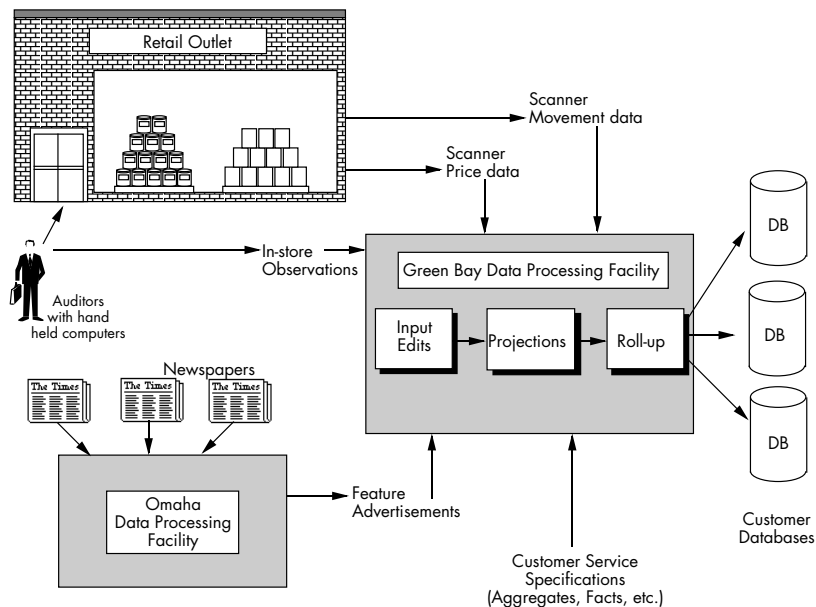 Retail Outlet
Scanner
Movement data
Scanner
Price data
In-store
Observations
Auditors
with hand
held computers
Green Bay Data Processing Facility
Input
Edits
Projections
Roll-up
DB
DB
DB
Customer
Databases
Newspapers
The Times
The Times
The Times
Omaha
Data Processing
Facility
Feature
Advertisements
Customer Service
Specifications
(Aggregates, Facts, etc.)